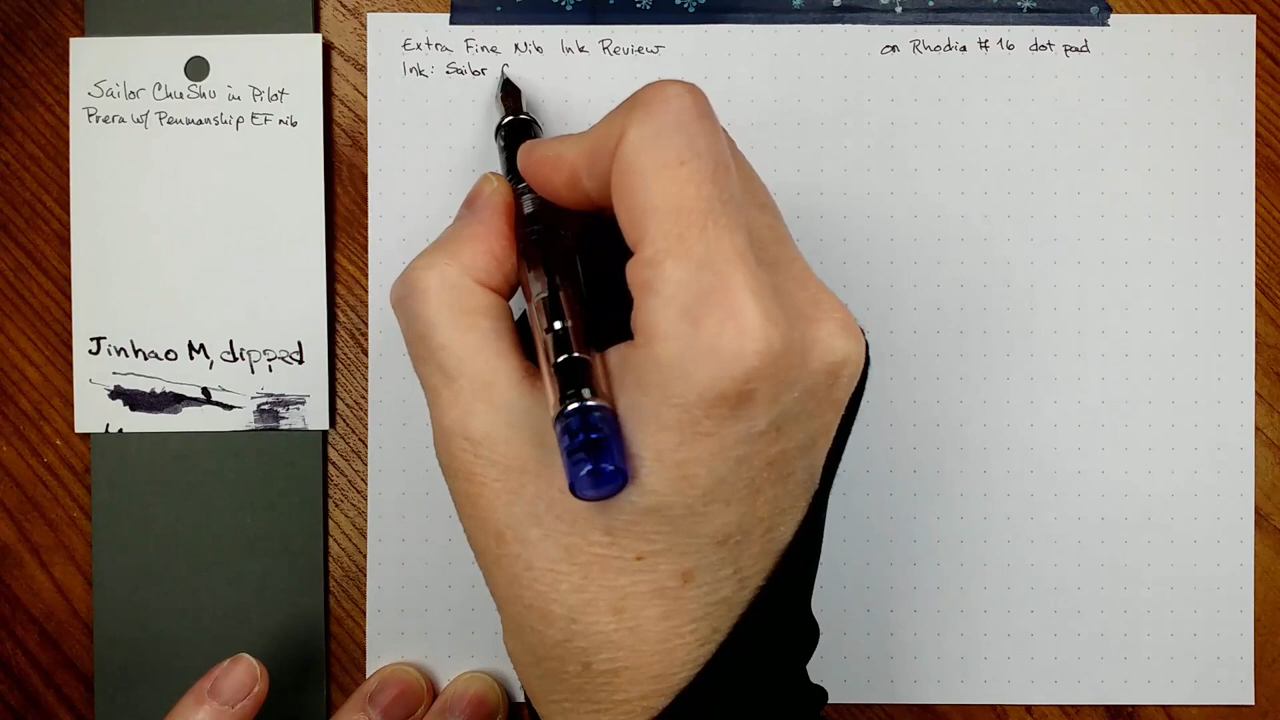 Sailor ChuShu in Pilot
Prera w/ Penmanship EF nib
Jinhao M, dipped
Extra Fine Nib Ink Review
Ink: Sailor
on Rhodia #16 dot pad